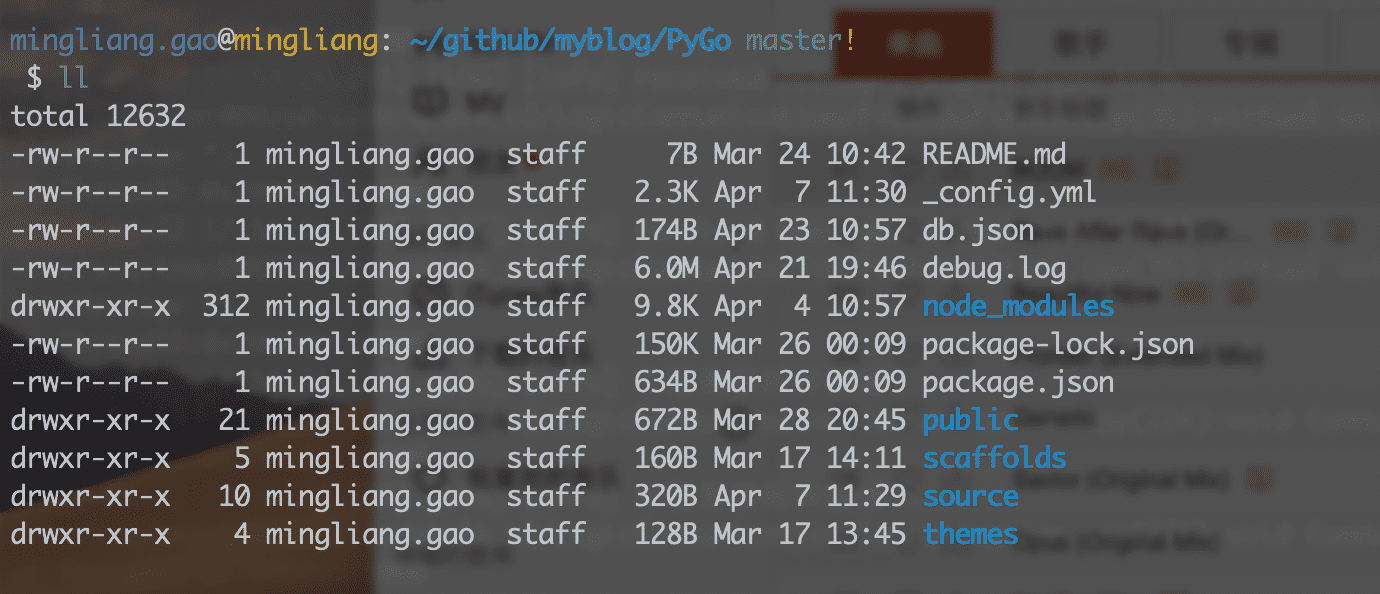 mingliang.gao@mingliang: ~/github/myblog/PyGo master!
$ ll
total 12632
-rw-r--r-- 1 mingliang.gao staff 7B Mar 24 10:42 README.md
-rw-r--r-- 1 mingliang.gao staff 2.3K Apr 7 11:30 _config.yml
-rw-r--r-- 1 mingliang.gao staff 174B Apr 23 10:57 db.json
-rw-r--r-- 1 mingliang.gao staff 6.0M Apr 21 19:46 debug.log
drwxr-xr-x 312 mingliang.gao staff 9.8K Apr 4 10:57 node_modules
-rw-r--r-- 1 mingliang.gao staff 150K Mar 26 00:09 package-lock.json
-rw-r--r-- 1 mingliang.gao staff 634B Mar 26 00:09 package.json
drwxr-xr-x 21 mingliang.gao staff 672B Mar 28 20:45 public
drwxr-xr-x 5 mingliang.gao staff 160B Mar 17 14:11 scaffolds
drwxr-xr-x 10 mingliang.gao staff 320B Apr 7 11:29 source
drwxr-xr-x 4 mingliang.gao staff 128B Mar 17 13:45 themes